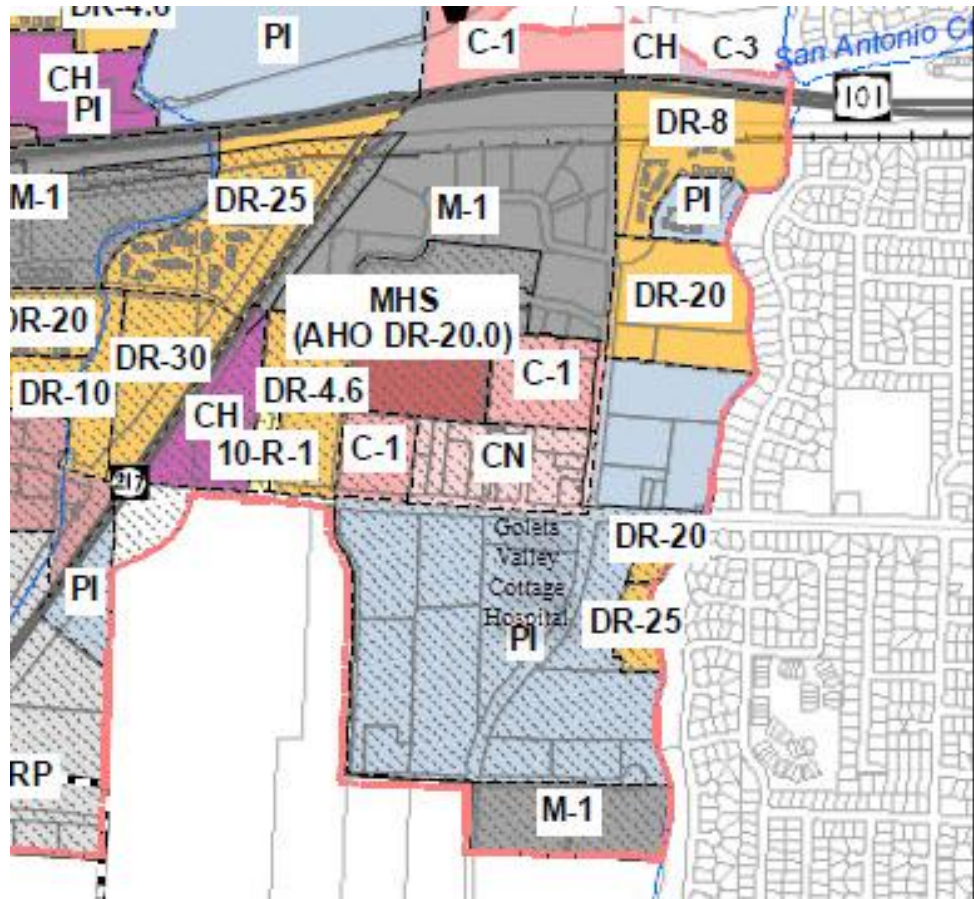 DR-4.6
PI
C-1
CH
C-3
San Antonio
CH
PI
101
DR-8
M-1
DR-25
M-1
PI
DR-20
MHS
(AHO DR-20.0)
DR-20
DR-30
DR-10
DR-4.6
C-1
CH
10-R-1
C-1
CN
217
Goleta
Valley
Cottage
Hospital
PI
DR-20
DR-25
PI
RP
M-1